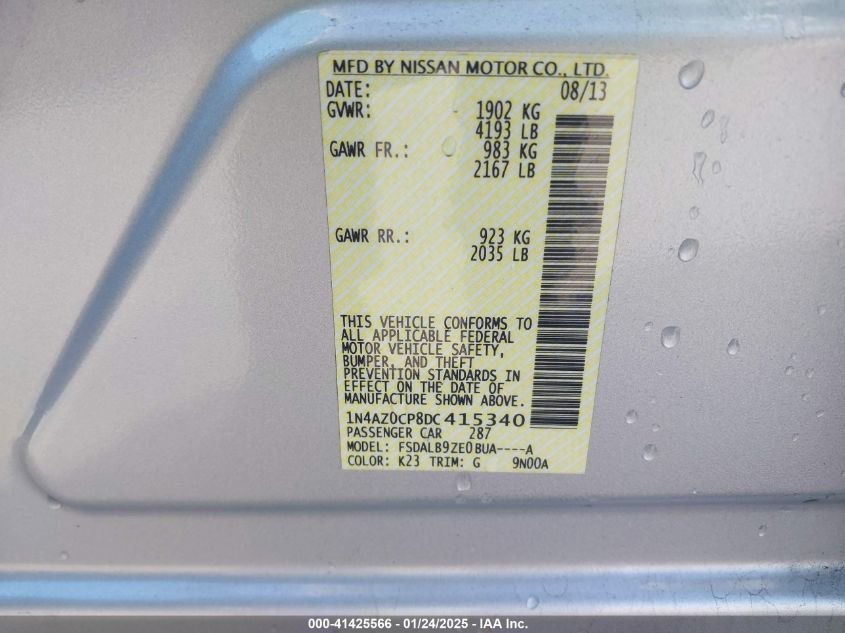 MFD BY NISSAN MOTOR CO., LTD.
DATE: 08/13
GVWR: 1902 KG
4193 LB
GAWR FR.: 983 KG
2167 LB
GAWR RR.: 923 KG
2035 LB
THIS VEHICLE CONFORMS TO
ALL APPLICABLE FEDERAL
MOTOR VEHICLE SAFETY,
BUMPER, AND THEFT
PREVENTION STANDARDS IN
EFFECT ON THE DATE OF
MANUFACTURE SHOWN ABOVE.
1N4AZ0CP8DC415340
PASSENGER CAR 287
MODEL: FSDALB9ZE0BUA----A
COLOR: K23 TRIM: G 9N00A
000-41425566 - 01/24/2025 - IAA Inc.